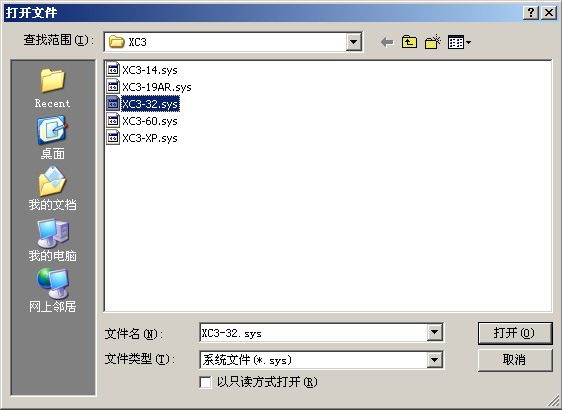 打开文件
查找范围(I):
XC3
XC3-14.sys
XC3-19AR.sys
XC3-32.sys
XC3-60.sys
XC3-XP.sys
Recent
桌面
我的文档
我的电脑
网上邻居
文件名(N):
XC3-32.sys
打开(O)
文件类型(T):
系统文件(*.sys)
取消
以只读方式打开(R)